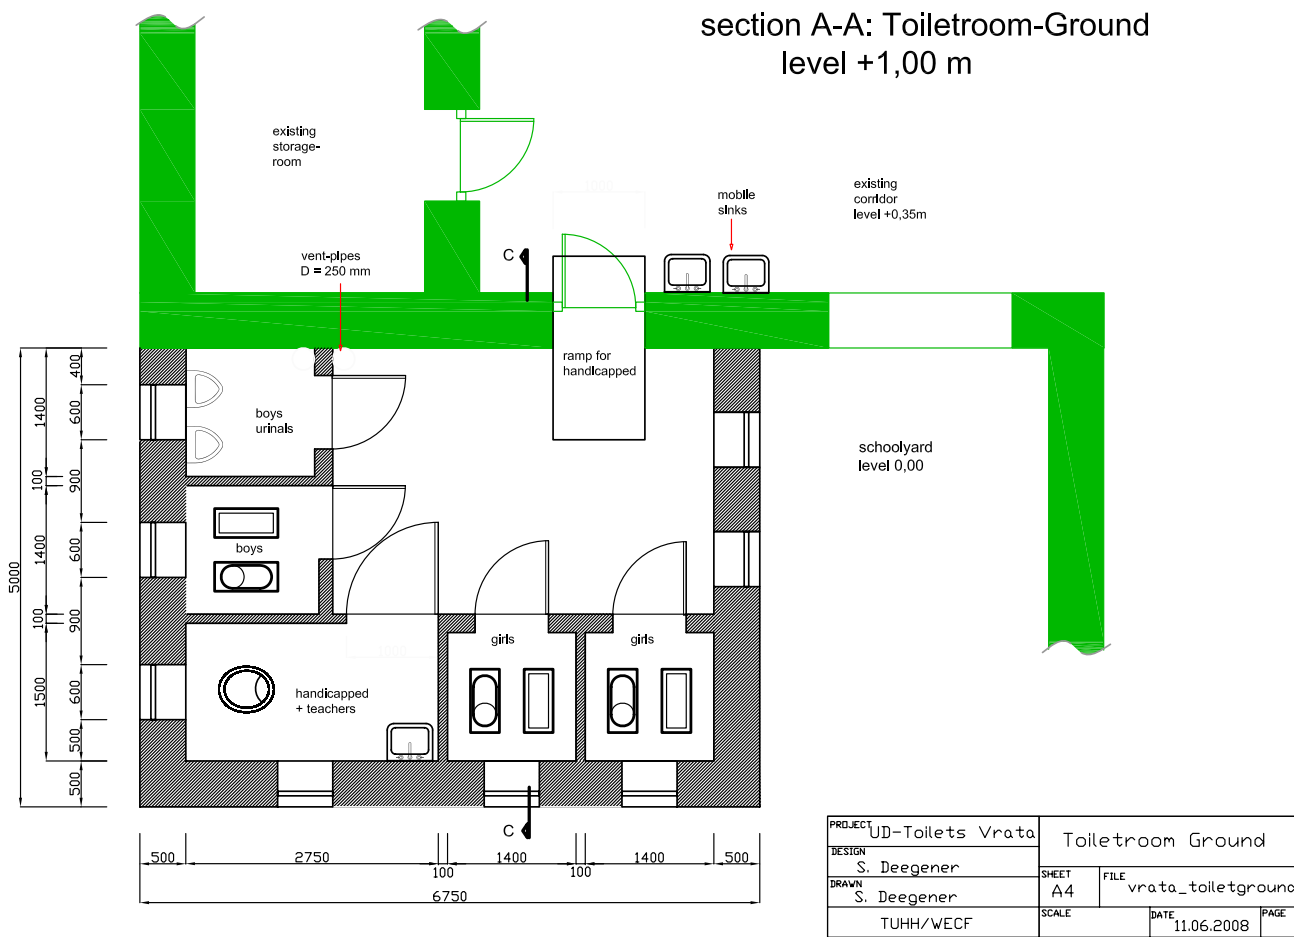 section A-A: Toiletroom-Ground
level +1,00 m
existing
storage-
room
existing
corridor
level +0,35m
mobile
sinks
vent-pipes
D = 250 mm
C
1000
ramp for
handicapped
boys
urinals
schoolyard
level 0,00
boys
girls
girls
handicapped
+ teachers
1000
C
5000
1400
100
1400
100
1500
400
600
900
600
900
600
500
500
500
2750
100
1400
100
1400
500
6750
PROJECT UD-Toilets Vrata
Toiletroom Ground
DESIGN
S. Deegener
SHEET
A4
FILE
vrata_toiletground
DRAWN
S. Deegener
TUHH/WECF
SCALE
DATE
11.06.2008
PAGE